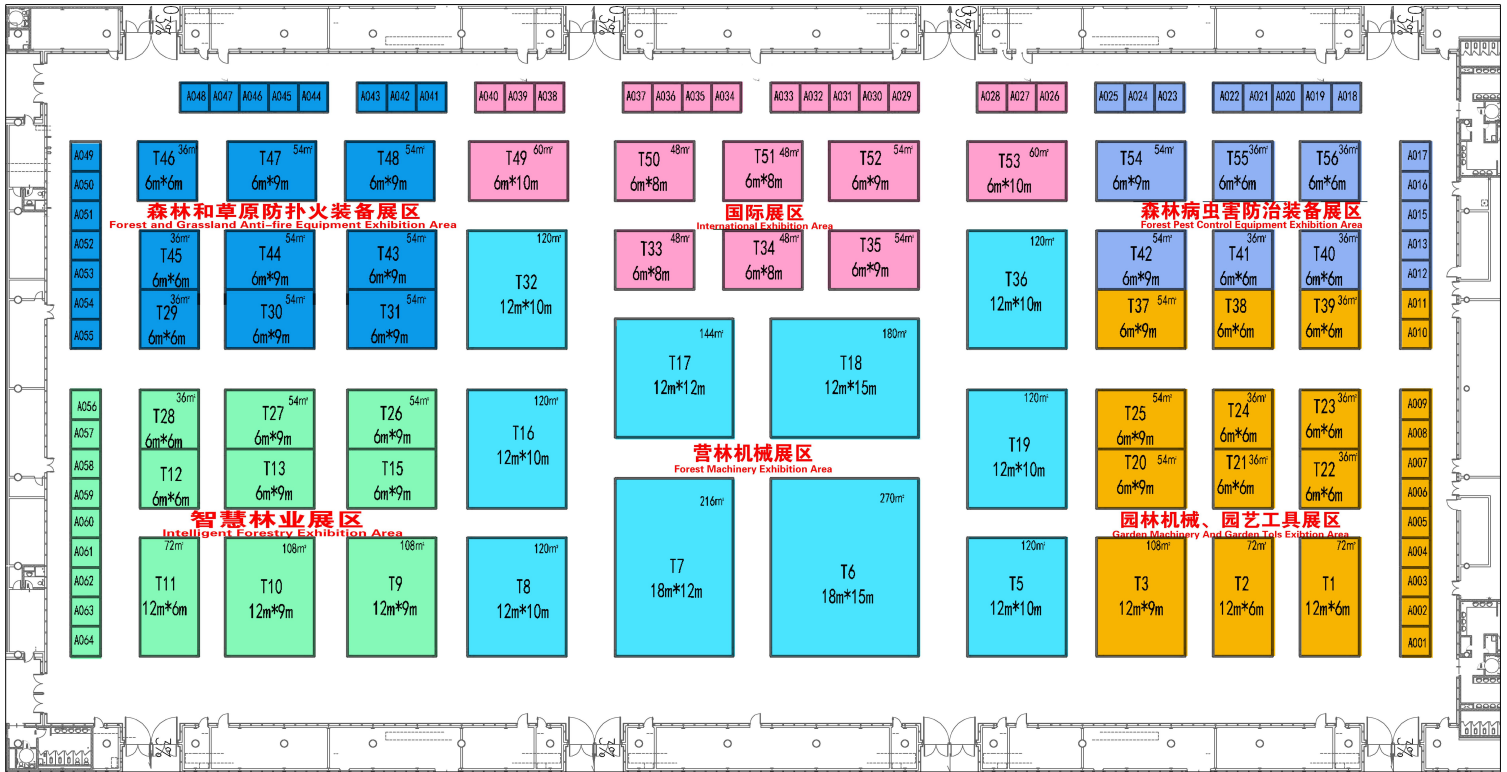 A048 A047 A046 A045 A044 A043 A042 A041 A040 A039 A038 A037 A036 A035 A034 A033 A032 A031 A030 A029 A028 A027 A026 A025 A024 A023 A022 A021 A020 A019 A018
T46 36㎡ 6m*6m
T47 54㎡ 6m*9m
T48 54㎡ 6m*9m
T49 60㎡ 6m*10m
T50 48㎡ 6m*8m
T51 48㎡ 6m*8m
T52 54㎡ 6m*9m
T53 60㎡ 6m*10m
T54 54㎡ 6m*9m
T55 36㎡ 6m*6m
T56 36㎡ 6m*6m
A049
A050
A051
A052
A053
A054
A055
A017
A016
A015
A013
A012
A011
A010
森林和草原防扑火装备展区
Forest and Grassland Anti-fire Equipment Exhibition Area
国际展区
International Exhibition Area
森林病虫害防治装备展区
Forest Pest Control Equipment Exhibition Area
T45 36㎡ 6m*6m
T44 54㎡ 6m*9m
T43 54㎡ 6m*9m
T32 120㎡ 12m*10m
T33 48㎡ 6m*8m
T34 48㎡ 6m*8m
T35 54㎡ 6m*9m
T36 120㎡ 12m*10m
T42 54㎡ 6m*9m
T41 36㎡ 6m*6m
T40 36㎡ 6m*6m
T29 36㎡ 6m*6m
T30 54㎡ 6m*9m
T31 54㎡ 6m*9m
T37 54㎡ 6m*9m
T38 6m*6m
T39 36㎡ 6m*6m
T17 144㎡ 12m*12m
T18 180㎡ 12m*15m
A056
A057
A058
A059
A060
A061
A062
A063
A064
T28 36㎡ 6m*6m
T27 54㎡ 6m*9m
T26 54㎡ 6m*9m
T16 120㎡ 12m*10m
T19 120㎡ 12m*10m
T25 54㎡ 6m*9m
T24 36㎡ 6m*6m
T23 36㎡ 6m*6m
A009
A008
A007
A006
A005
A004
A003
A002
A001
T12 6m*6m
T13 6m*9m
T15 6m*9m
T20 54㎡ 6m*9m
T21 36㎡ 6m*6m
T22 36㎡ 6m*6m
营林机械展区
Forest Machinery Exhibition Area
智慧林业展区
Intelligent Forestry Exhibition Area
园林机械、园艺工具展区
Garden Machinery And Garden Tols Exibtion Area
T11 72㎡ 12m*6m
T10 108㎡ 12m*9m
T9 108㎡ 12m*9m
T8 120㎡ 12m*10m
T7 216㎡ 18m*12m
T6 270㎡ 18m*15m
T5 120㎡ 12m*10m
T3 108㎡ 12m*9m
T2 72㎡ 12m*6m
T1 72㎡ 12m*6m